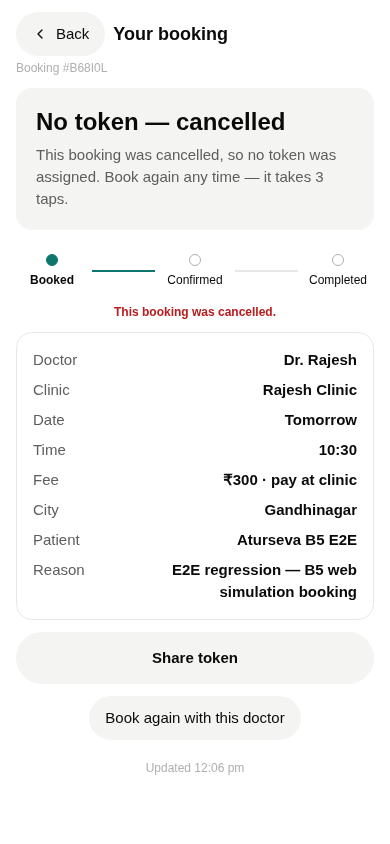 Back
Your booking
Booking #B68I0L
No token — cancelled
This booking was cancelled, so no token was
assigned. Book again any time — it takes 3
taps.
Booked
Confirmed
Completed
This booking was cancelled.
Doctor Dr. Rajesh
Clinic Rajesh Clinic
Date Tomorrow
Time 10:30
Fee ₹300 · pay at clinic
City Gandhinagar
Patient Aturseva B5 E2E
Reason E2E regression — B5 web
simulation booking
Share token
Book again with this doctor
Updated 12:06 pm